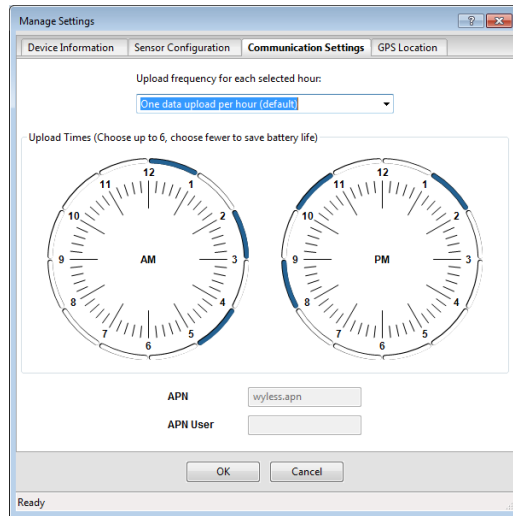 Manage Settings
Device Information Sensor Configuration Communication Settings GPS Location
Upload frequency for each selected hour:
One data upload per hour (default)
Upload Times (Choose up to 6, choose fewer to save battery life)
12
1
2
3
4
5
6
7
8
9
10
11
AM
12
1
2
3
4
5
6
7
8
9
10
11
PM
APN wyless.apn
APN User
OK Cancel
Ready